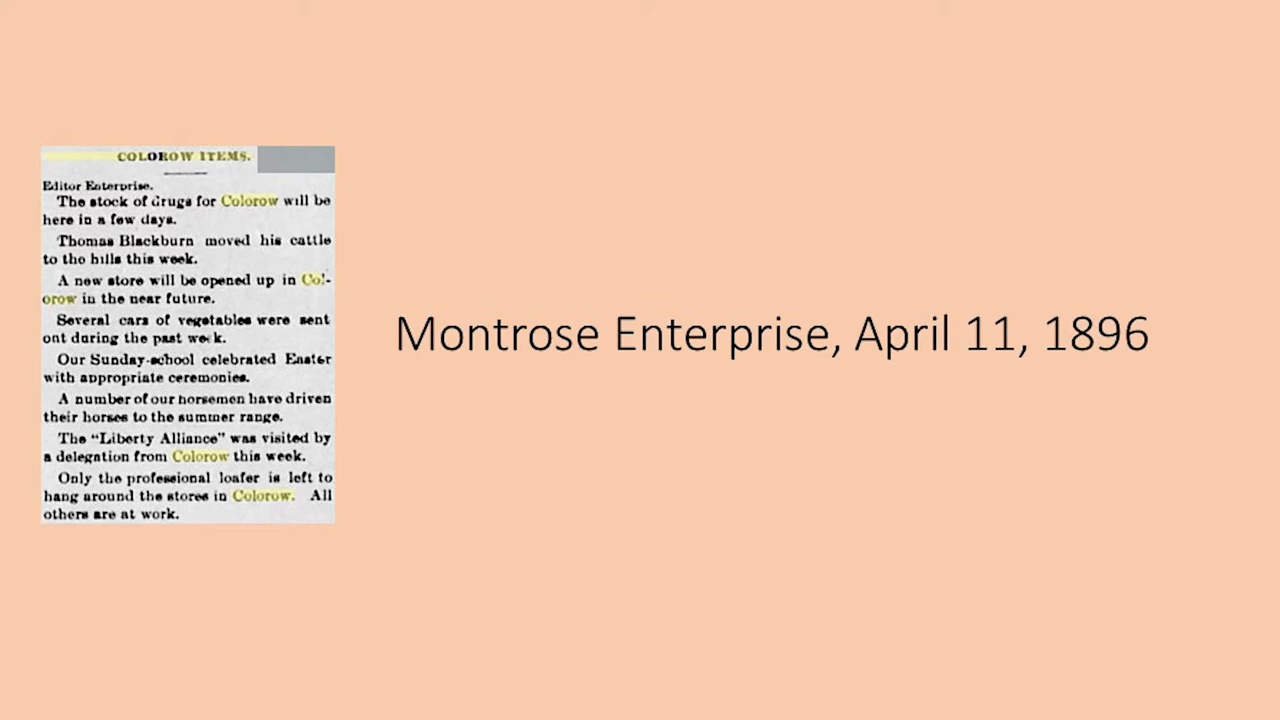 COLOROW ITEMS.
Editor Enterprise.
The stock of drugs for Colorow will be
here in a few days.
Thomas Blackburn moved his cattle
to the hills this week.
A new store will be opened up in Col-
orow in the near future.
Several cars of vegetables were sent
out during the past week.
Our Sunday-school celebrated Easter
with appropriate ceremonies.
A number of our horsemen have driven
their horses to the summer range.
The “Liberty Alliance” was visited by
a delegation from Colorow this week.
Only the professional loafer is left to
hang around the stores in Colorow. All
others are at work.
Montrose Enterprise, April 11, 1896